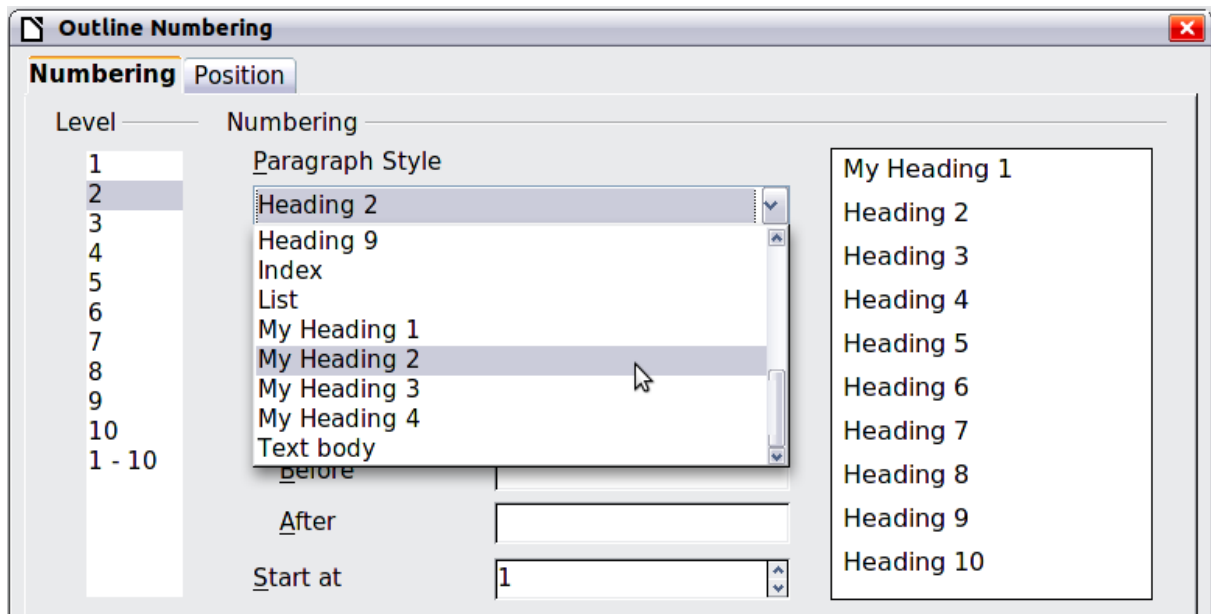 Outline Numbering
Numbering Position
Level
1
2
3
4
5
6
7
8
9
10
1 - 10
Numbering
Paragraph Style
Heading 2
Heading 9
Index
List
My Heading 1
My Heading 2
My Heading 3
My Heading 4
Text body
Before
After
Start at 1
My Heading 1
Heading 2
Heading 3
Heading 4
Heading 5
Heading 6
Heading 7
Heading 8
Heading 9
Heading 10